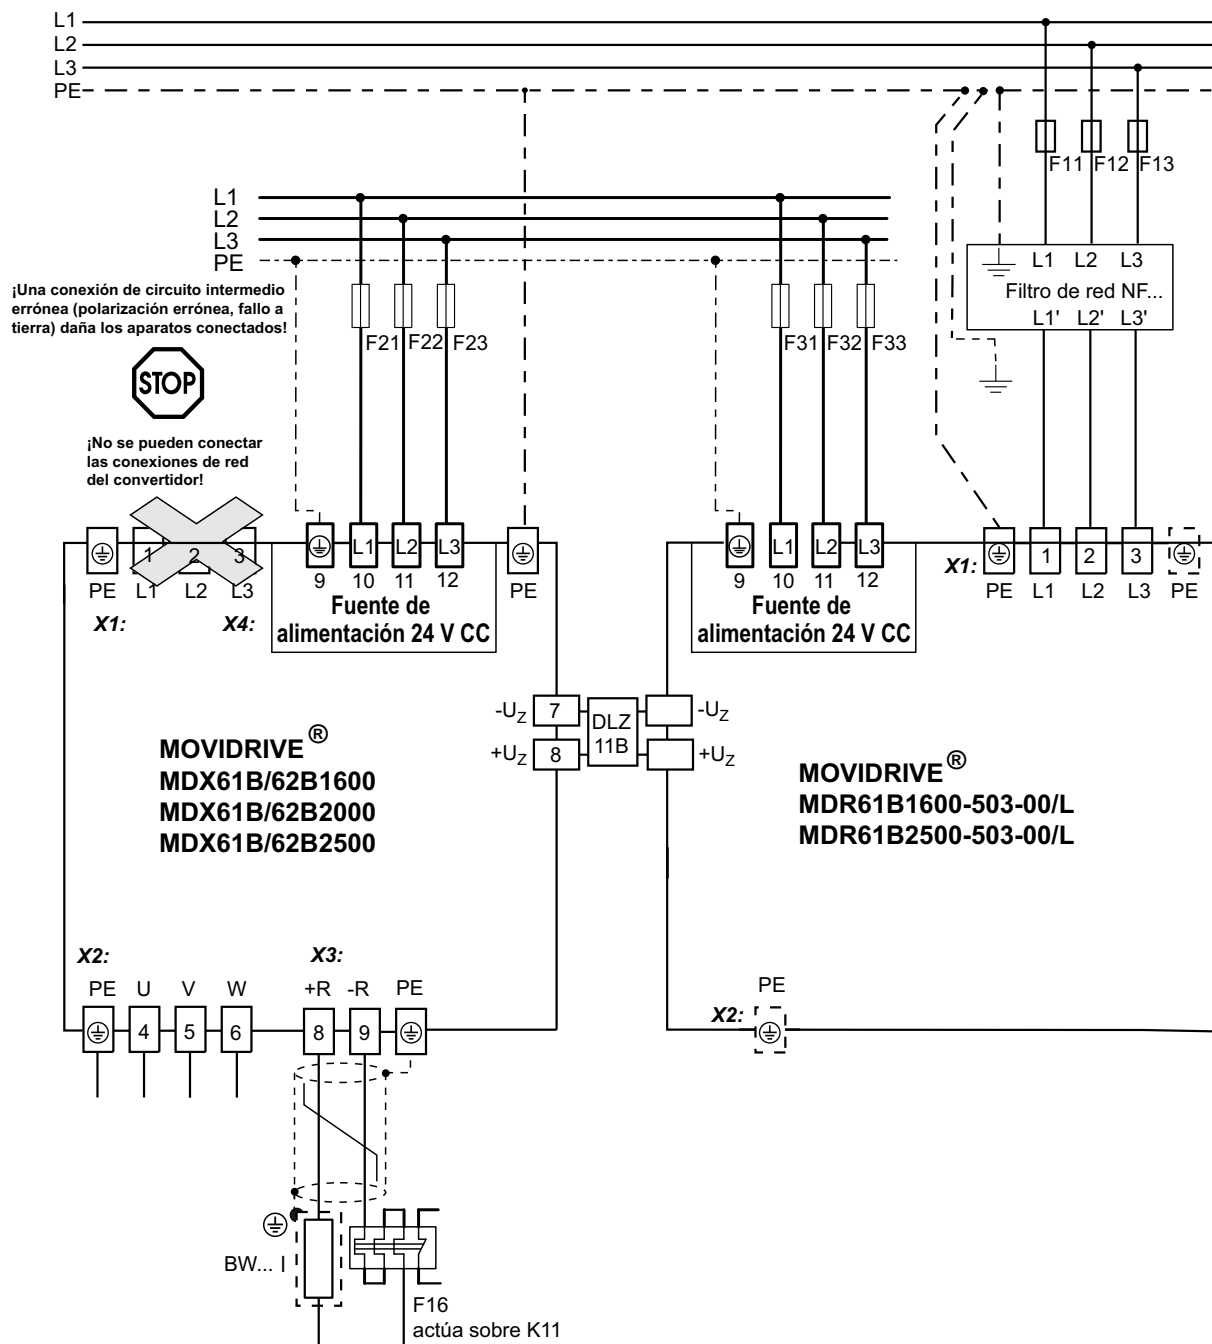 L1
L2
L3
PE
F11 F12 F13
L1
L2
L3
PE
¡Una conexión de circuito intermedio
errónea (polarización errónea, fallo a
tierra) daña los aparatos conectados!
STOP
¡No se pueden conectar
las conexiones de red
del convertidor!
F21 F22 F23
F31 F32 F33
L1 L2 L3
Filtro de red NF...
L1' L2' L3'
1 2 3
PE L1 L2 L3
X1: X4:
L1 L2 L3
9 10 11 12
Fuente de
alimentación 24 V CC
PE
L1 L2 L3
9 10 11 12
Fuente de
alimentación 24 V CC
X1: 1 2 3
PE L1 L2 L3 PE
-UZ 7
+UZ 8
DLZ
11B
-UZ
+UZ
MOVIDRIVE ®
MDX61B/62B1600
MDX61B/62B2000
MDX61B/62B2500
MOVIDRIVE ®
MDR61B1600-503-00/L
MDR61B2500-503-00/L
X2: X3:
PE U V W +R -R PE
4 5 6 8 9
PE
X2:
BW...
F16
actúa sobre K11